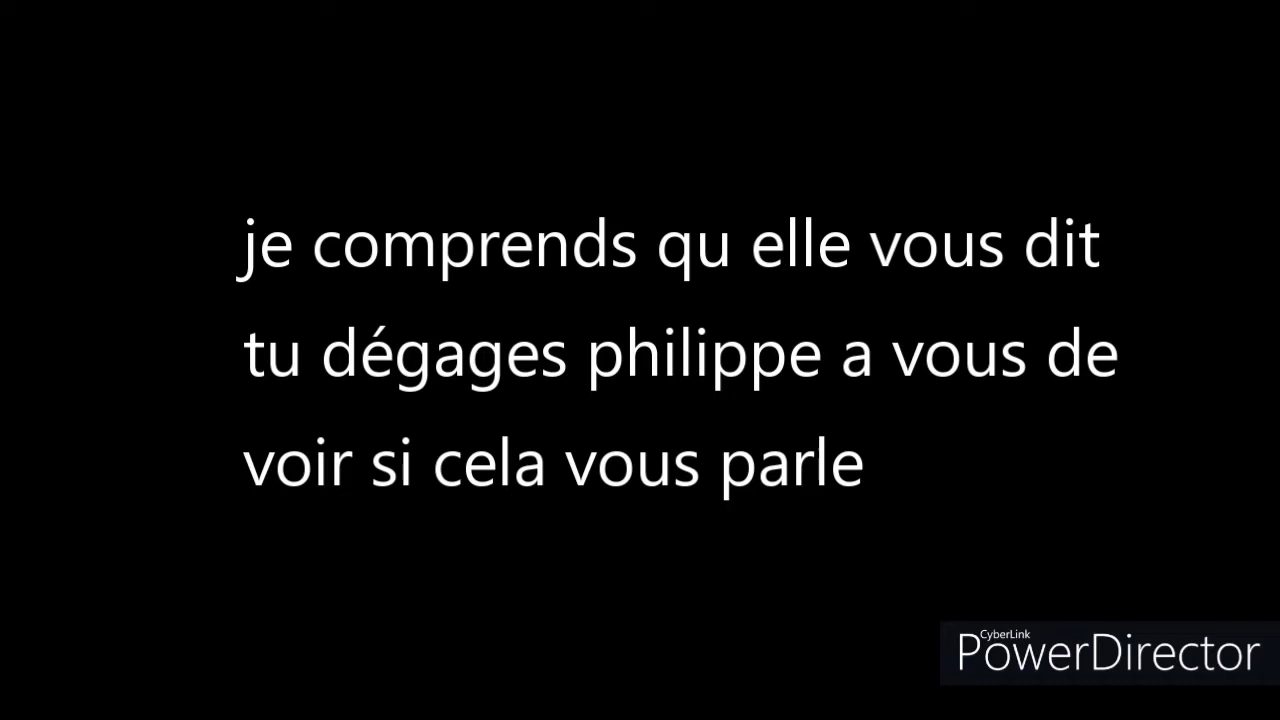 je comprends qu elle vous dit
tu dégages philippe a vous de
voir si cela vous parle
CyberLink
PowerDirector